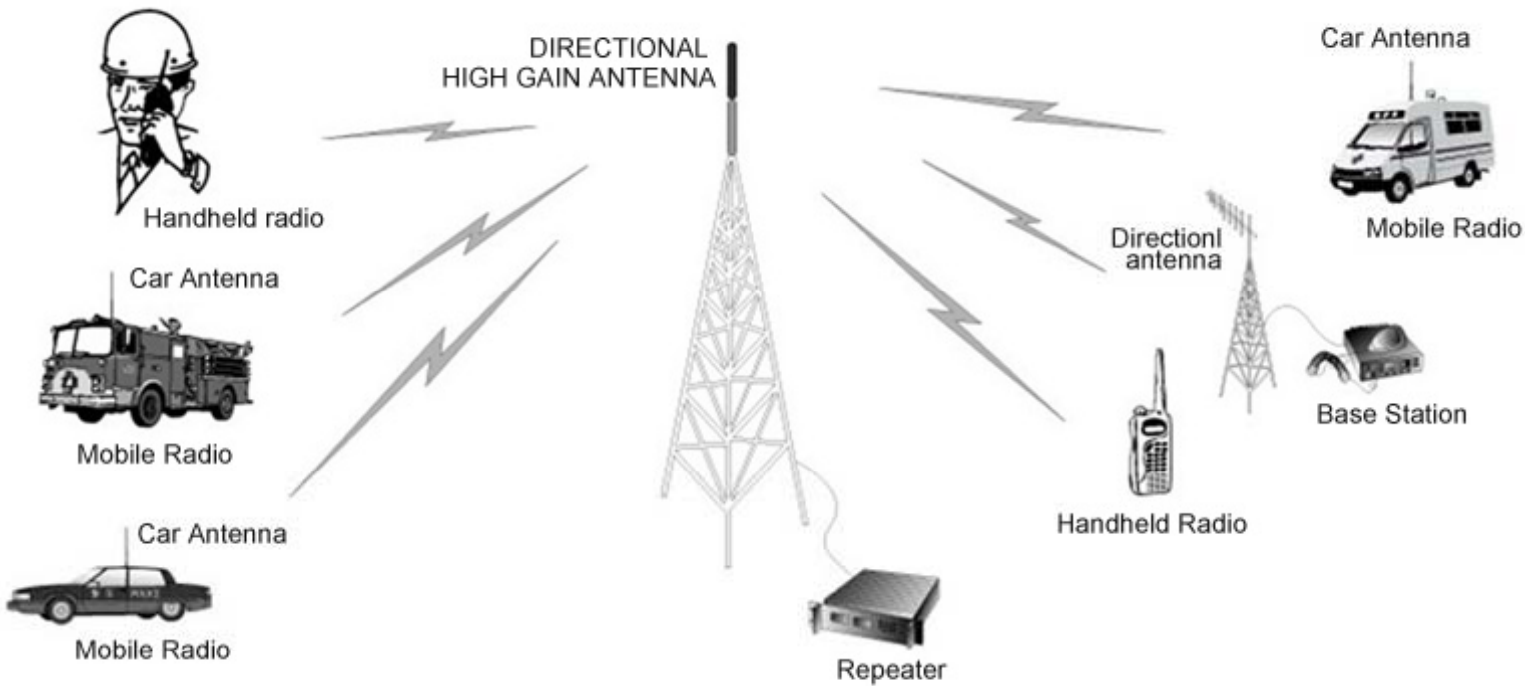 DIRECTIONAL
HIGH GAIN ANTENNA
Car Antenna
Handheld radio
Mobile Radio
Directionl
antenna
Car Antenna
Mobile Radio
Base Station
Handheld Radio
Car Antenna
Mobile Radio
Repeater